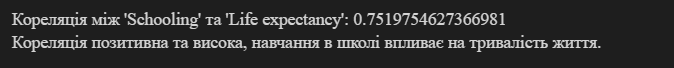 Кореляція між 'Schooling' та 'Life expectancy': 0.7519754627366981
Кореляція позитивна та висока, навчання в школі впливає на тривалість життя.